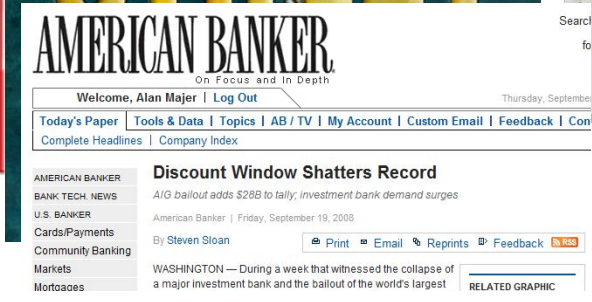 Search
AMERICAN BANKER.
fo
On Focus and In Depth
Welcome, Alan Majer | Log Out
Thursday, September
Today's Paper | Tools & Data | Topics | AB / TV | My Account | Custom Email | Feedback | Con
Complete Headlines | Company Index
AMERICAN BANKER
BANK TECH. NEWS
U.S. BANKER
Cards/Payments
Community Banking
Markets
Mortgages
Discount Window Shatters Record
AIG bailout adds $28B to tally; investment bank demand surges
American Banker | Friday, September 19, 2008
By Steven Sloan
Print Email Reprints Feedback RSS
WASHINGTON — During a week that witnessed the collapse of
a major investment bank and the bailout of the world's largest
RELATED GRAPHIC